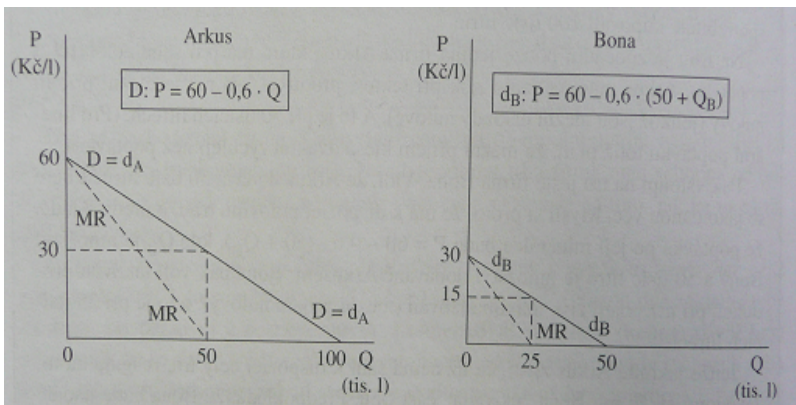 Arkus
P
(Kč/l)
D: P = 60 – 0,6 · Q
60
D = dA
MR
30
MR
D = dA
0
50
100
Q
(tis. l)
Bona
P
(Kč/l)
dB: P = 60 – 0,6 · (50 + QB)
30
dB
15
MR
dB
0
25
50
Q
(tis. l)